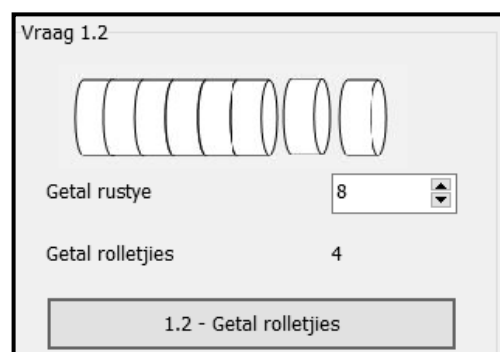 Vraag 1.2
Getal rustye 8
Getal rolletjies 4
1.2 - Getal rolletjies